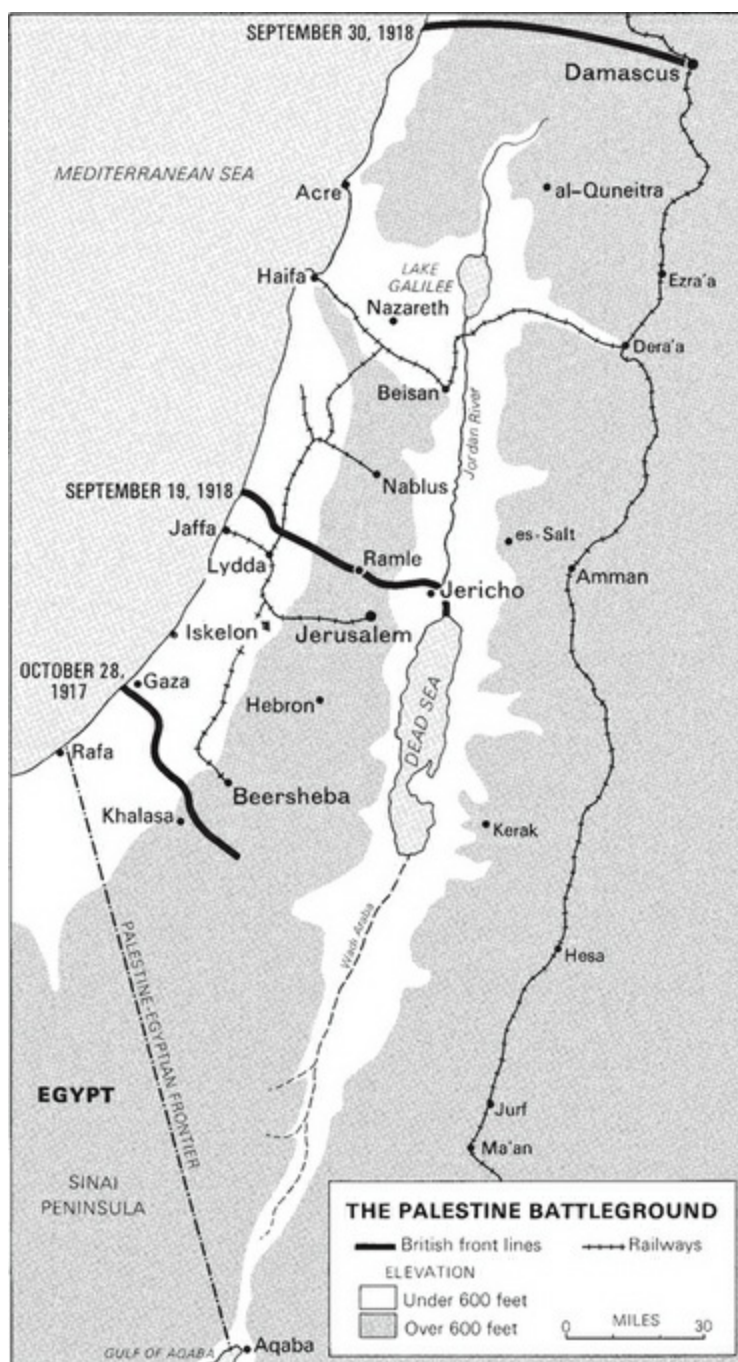 SEPTEMBER 30, 1918
Damascus
MEDITERRANEAN SEA
Acre
al-Quneitra
Haifa
LAKE
GALILEE
Ezra'a
Nazareth
Dera'a
Beisan
Jordan River
Nablus
SEPTEMBER 19, 1918
Jaffa
es-Salt
Lydda
Ramle
Amman
Jericho
Iskelon
Jerusalem
OCTOBER 28,
1917
Gaza
Hebron
DEAD SEA
Rafa
Beersheba
Khalasa
Kerak
Wadi Araba
PALESTINE-EGYPTIAN FRONTIER
Hesa
EGYPT
Jurf
Ma'an
SINAI
PENINSULA
THE PALESTINE BATTLEGROUND
British front lines
Railways
ELEVATION
Under 600 feet
Over 600 feet
0 MILES 30
GULF OF AQABA
Aqaba